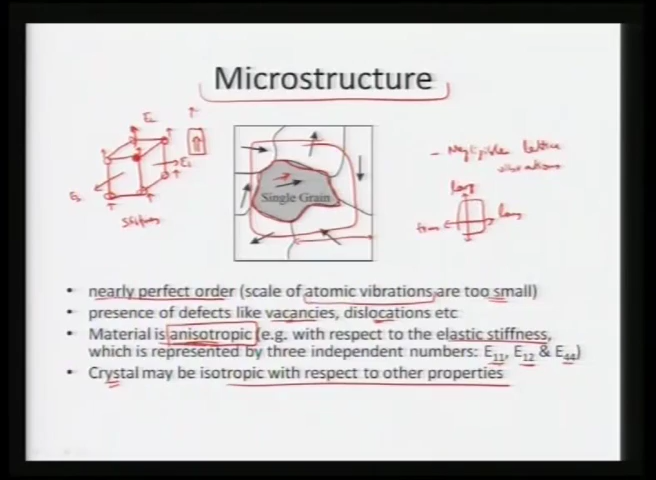 Microstructure
E₁
E₁
E₂
Stiffness
Single Grain
- Negligible lattice
vibrations
long
long
trans
• nearly perfect order (scale of atomic vibrations are too small)
• presence of defects like vacancies, dislocations etc
• Material is anisotropic (e.g. with respect to the elastic stiffness,
which is represented by three independent numbers: E₁₁, E₁₂ & E₄₄)
• Crystal may be isotropic with respect to other properties